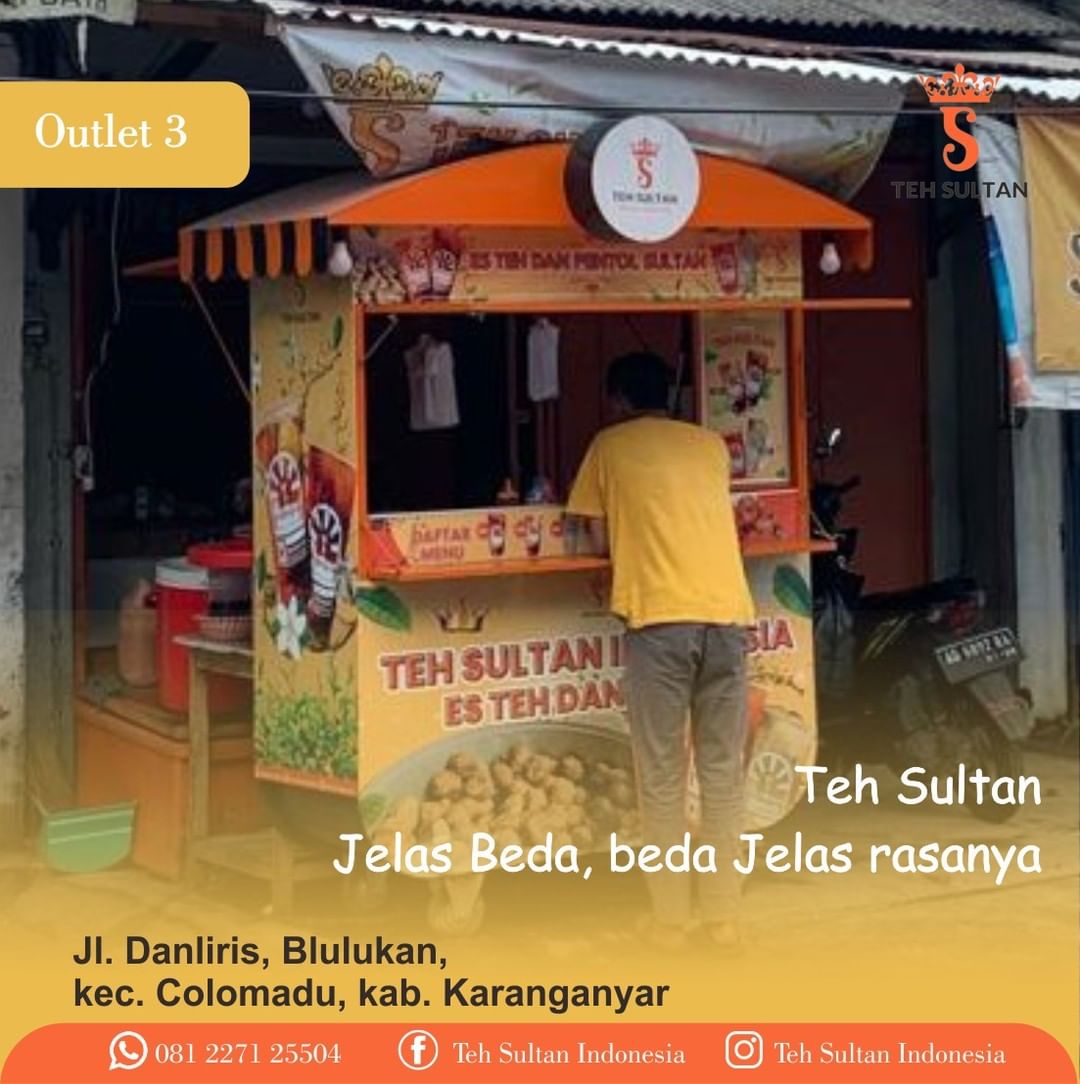 Outlet 3
TEH SULTAN
TEH SULTAN
ES TEH DAN PENTOL SULTAN
DAFTAR
MENU
TEH SULTAN
ES TEH DAN
Teh Sultan
Jelas Beda, beda Jelas rasanya
Jl. Danliris, Blulukan,
kec. Colomadu, kab. Karanganyar
081 2271 25504
Teh Sultan Indonesia
Teh Sultan Indonesia